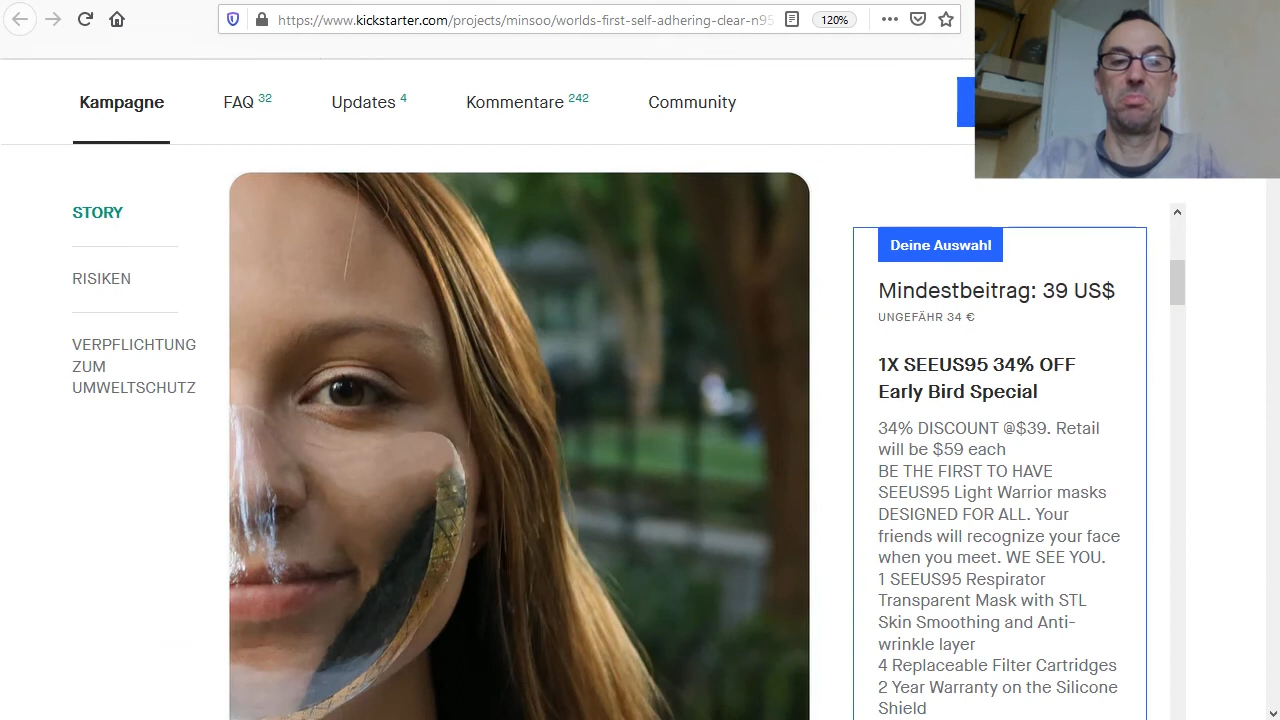 https://www.kickstarter.com/projects/minsoo/worlds-first-self-adhering-clear-n95
120%
Kampagne
FAQ 32
Updates 4
Kommentare 242
Community
STORY
RISIKEN
VERPFLICHTUNG
ZUM
UMWELTSCHUTZ
Deine Auswahl
Mindestbeitrag: 39 US$
UNGEFÄHR 34 €
1X SEEUS95 34% OFF
Early Bird Special
34% DISCOUNT @$39. Retail
will be $59 each
BE THE FIRST TO HAVE
SEEUS95 Light Warrior masks
DESIGNED FOR ALL. Your
friends will recognize your face
when you meet. WE SEE YOU.
1 SEEUS95 Respirator
Transparent Mask with STL
Skin Smoothing and Anti-
wrinkle layer
4 Replaceable Filter Cartridges
2 Year Warranty on the Silicone
Shield